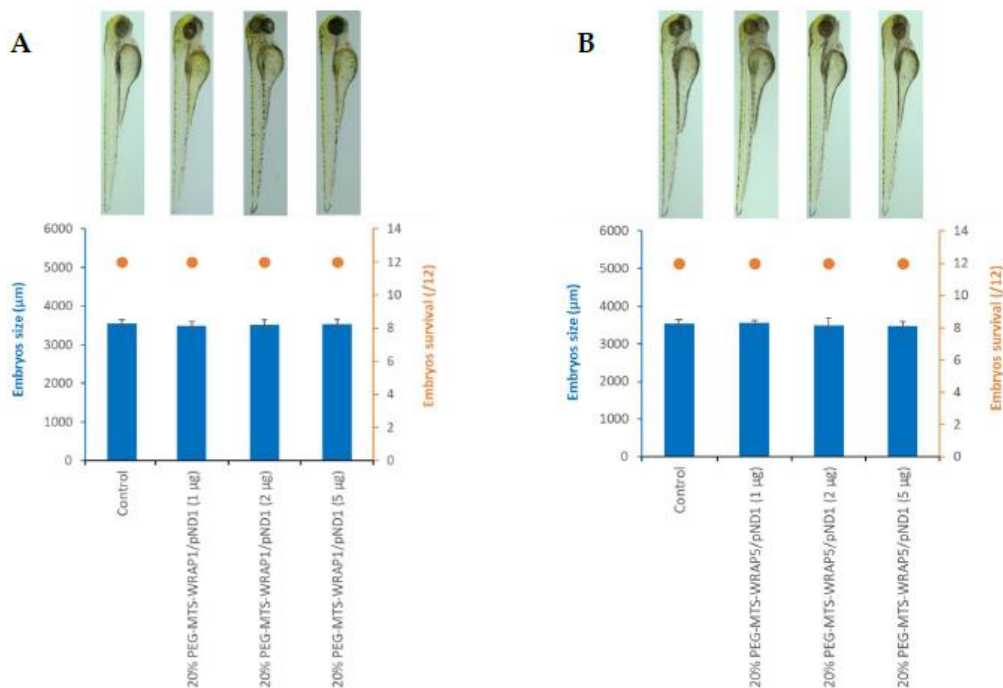 A
B
6000
5000
4000
3000
2000
1000
0
Embryos size (µm)
14
12
10
8
6
4
2
0
Embryos survival (/12)
Control
20% PEG-MTS-WRAP1/pND1 (1 µg)
20% PEG-MTS-WRAP1/pND1 (2 µg)
20% PEG-MTS-WRAP1/pND1 (5 µg)
6000
5000
4000
3000
2000
1000
0
Embryos size (µm)
14
12
10
8
6
4
2
0
Embryos survival (/12)
Control
20% PEG-MTS-WRAP5/pND1 (1 µg)
20% PEG-MTS-WRAP5/pND1 (2 µg)
20% PEG-MTS-WRAP5/pND1 (5 µg)